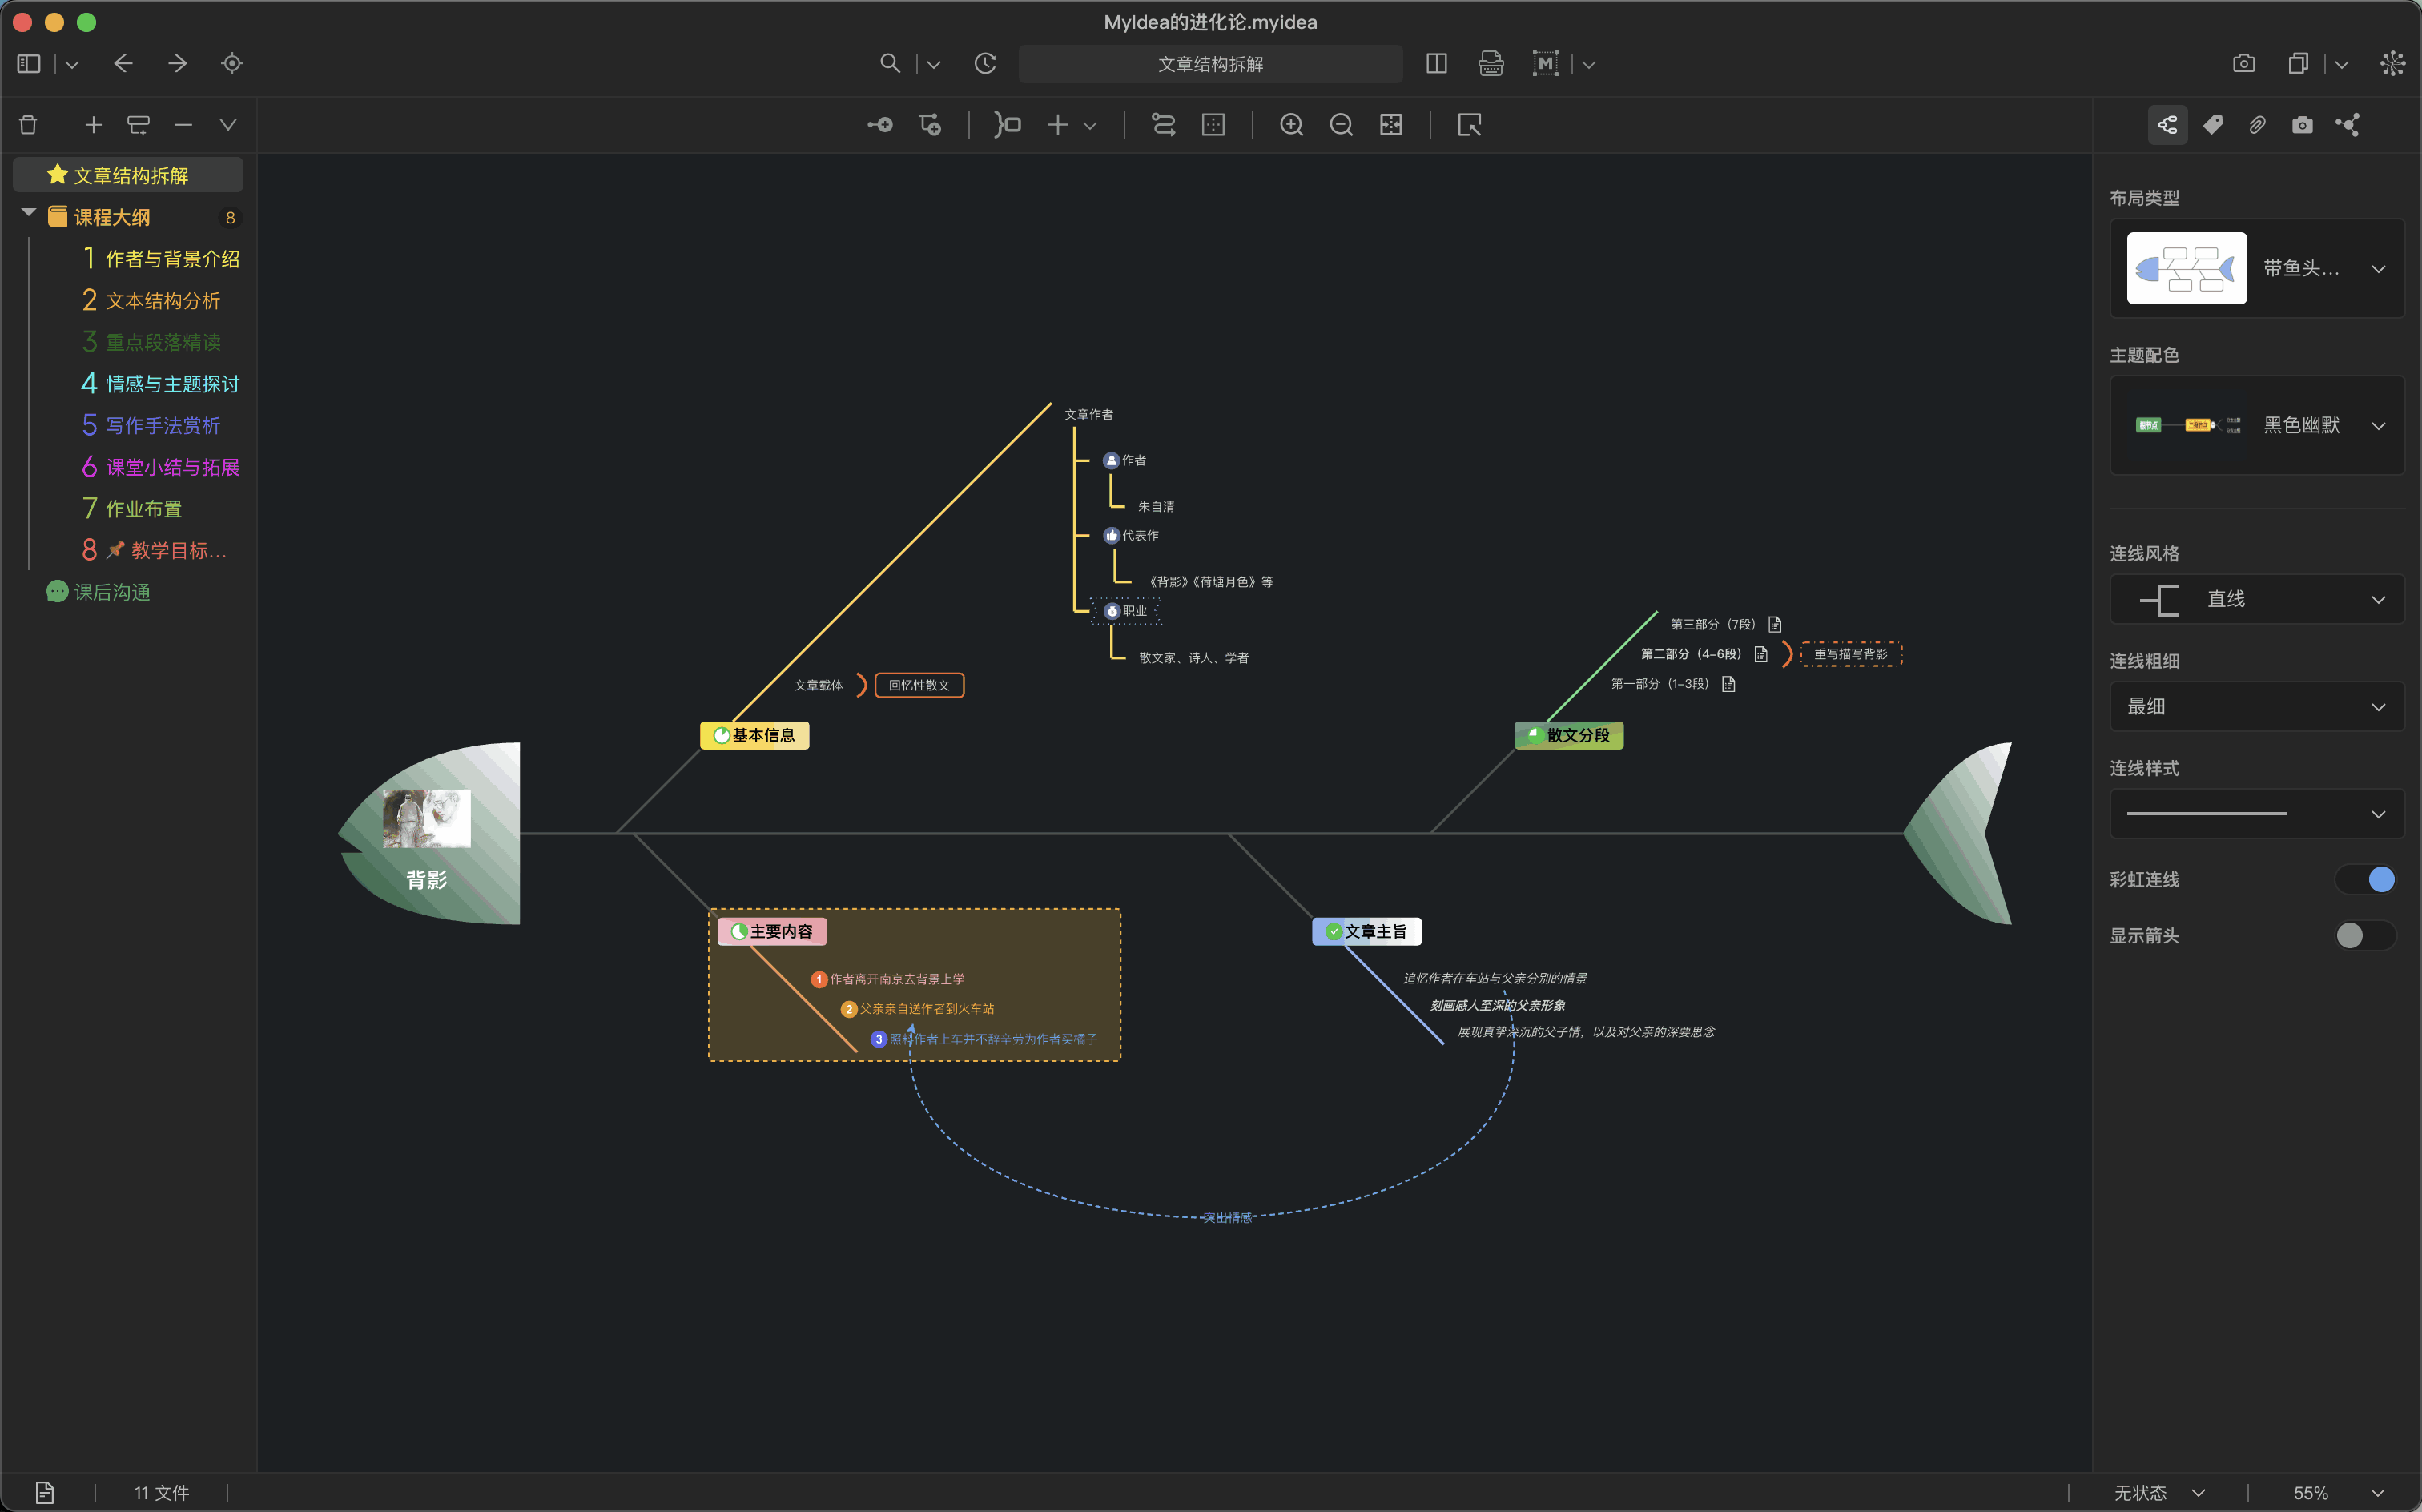 MyIdea的进化论.myidea
文章结构拆解
文章结构拆解
课程大纲 8
1 作者与背景介绍
2 文本结构分析
3 重点段落精读
4 情感与主题探讨
5 写作手法赏析
6 课堂小结与拓展
7 作业布置
8 教学目标...
课后沟通
文章作者
作者
朱自清
代表作
《背影》《荷塘月色》等
职业
散文家、诗人、学者
文章载体
回忆性散文
基本信息
第三部分（7段）
第二部分（4-6段）
重写描写背影
第一部分（1-3段）
散文分段
背影
主要内容
1 作者离开南京去背景上学
2 父亲亲自送作者到火车站
3 照料作者上车并不辞辛劳为作者买橘子
文章主旨
追忆作者在车站与父亲分别的情景
刻画感人至深的父亲形象
展现真挚深沉的父子情，以及对父亲的深要思念
突出情感
布局类型
带鱼头...
主题配色
黑色幽默
连线风格
直线
连线粗细
最细
连线样式
彩虹连线
显示箭头
11 文件
无状态
55%